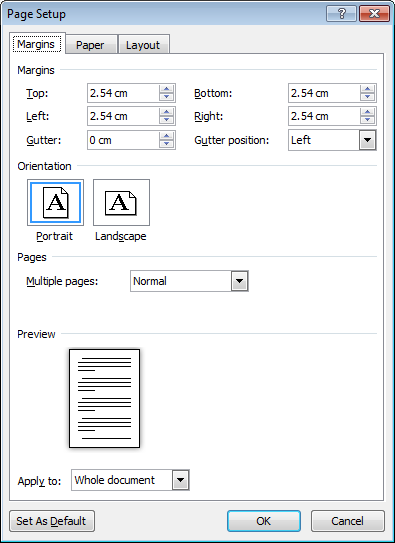 Page Setup
Margins Paper Layout
Margins
Top: 2.54 cm Bottom: 2.54 cm
Left: 2.54 cm Right: 2.54 cm
Gutter: 0 cm Gutter position: Left
Orientation
A A
Portrait Landscape
Pages
Multiple pages: Normal
Preview
Apply to: Whole document
Set As Default OK Cancel